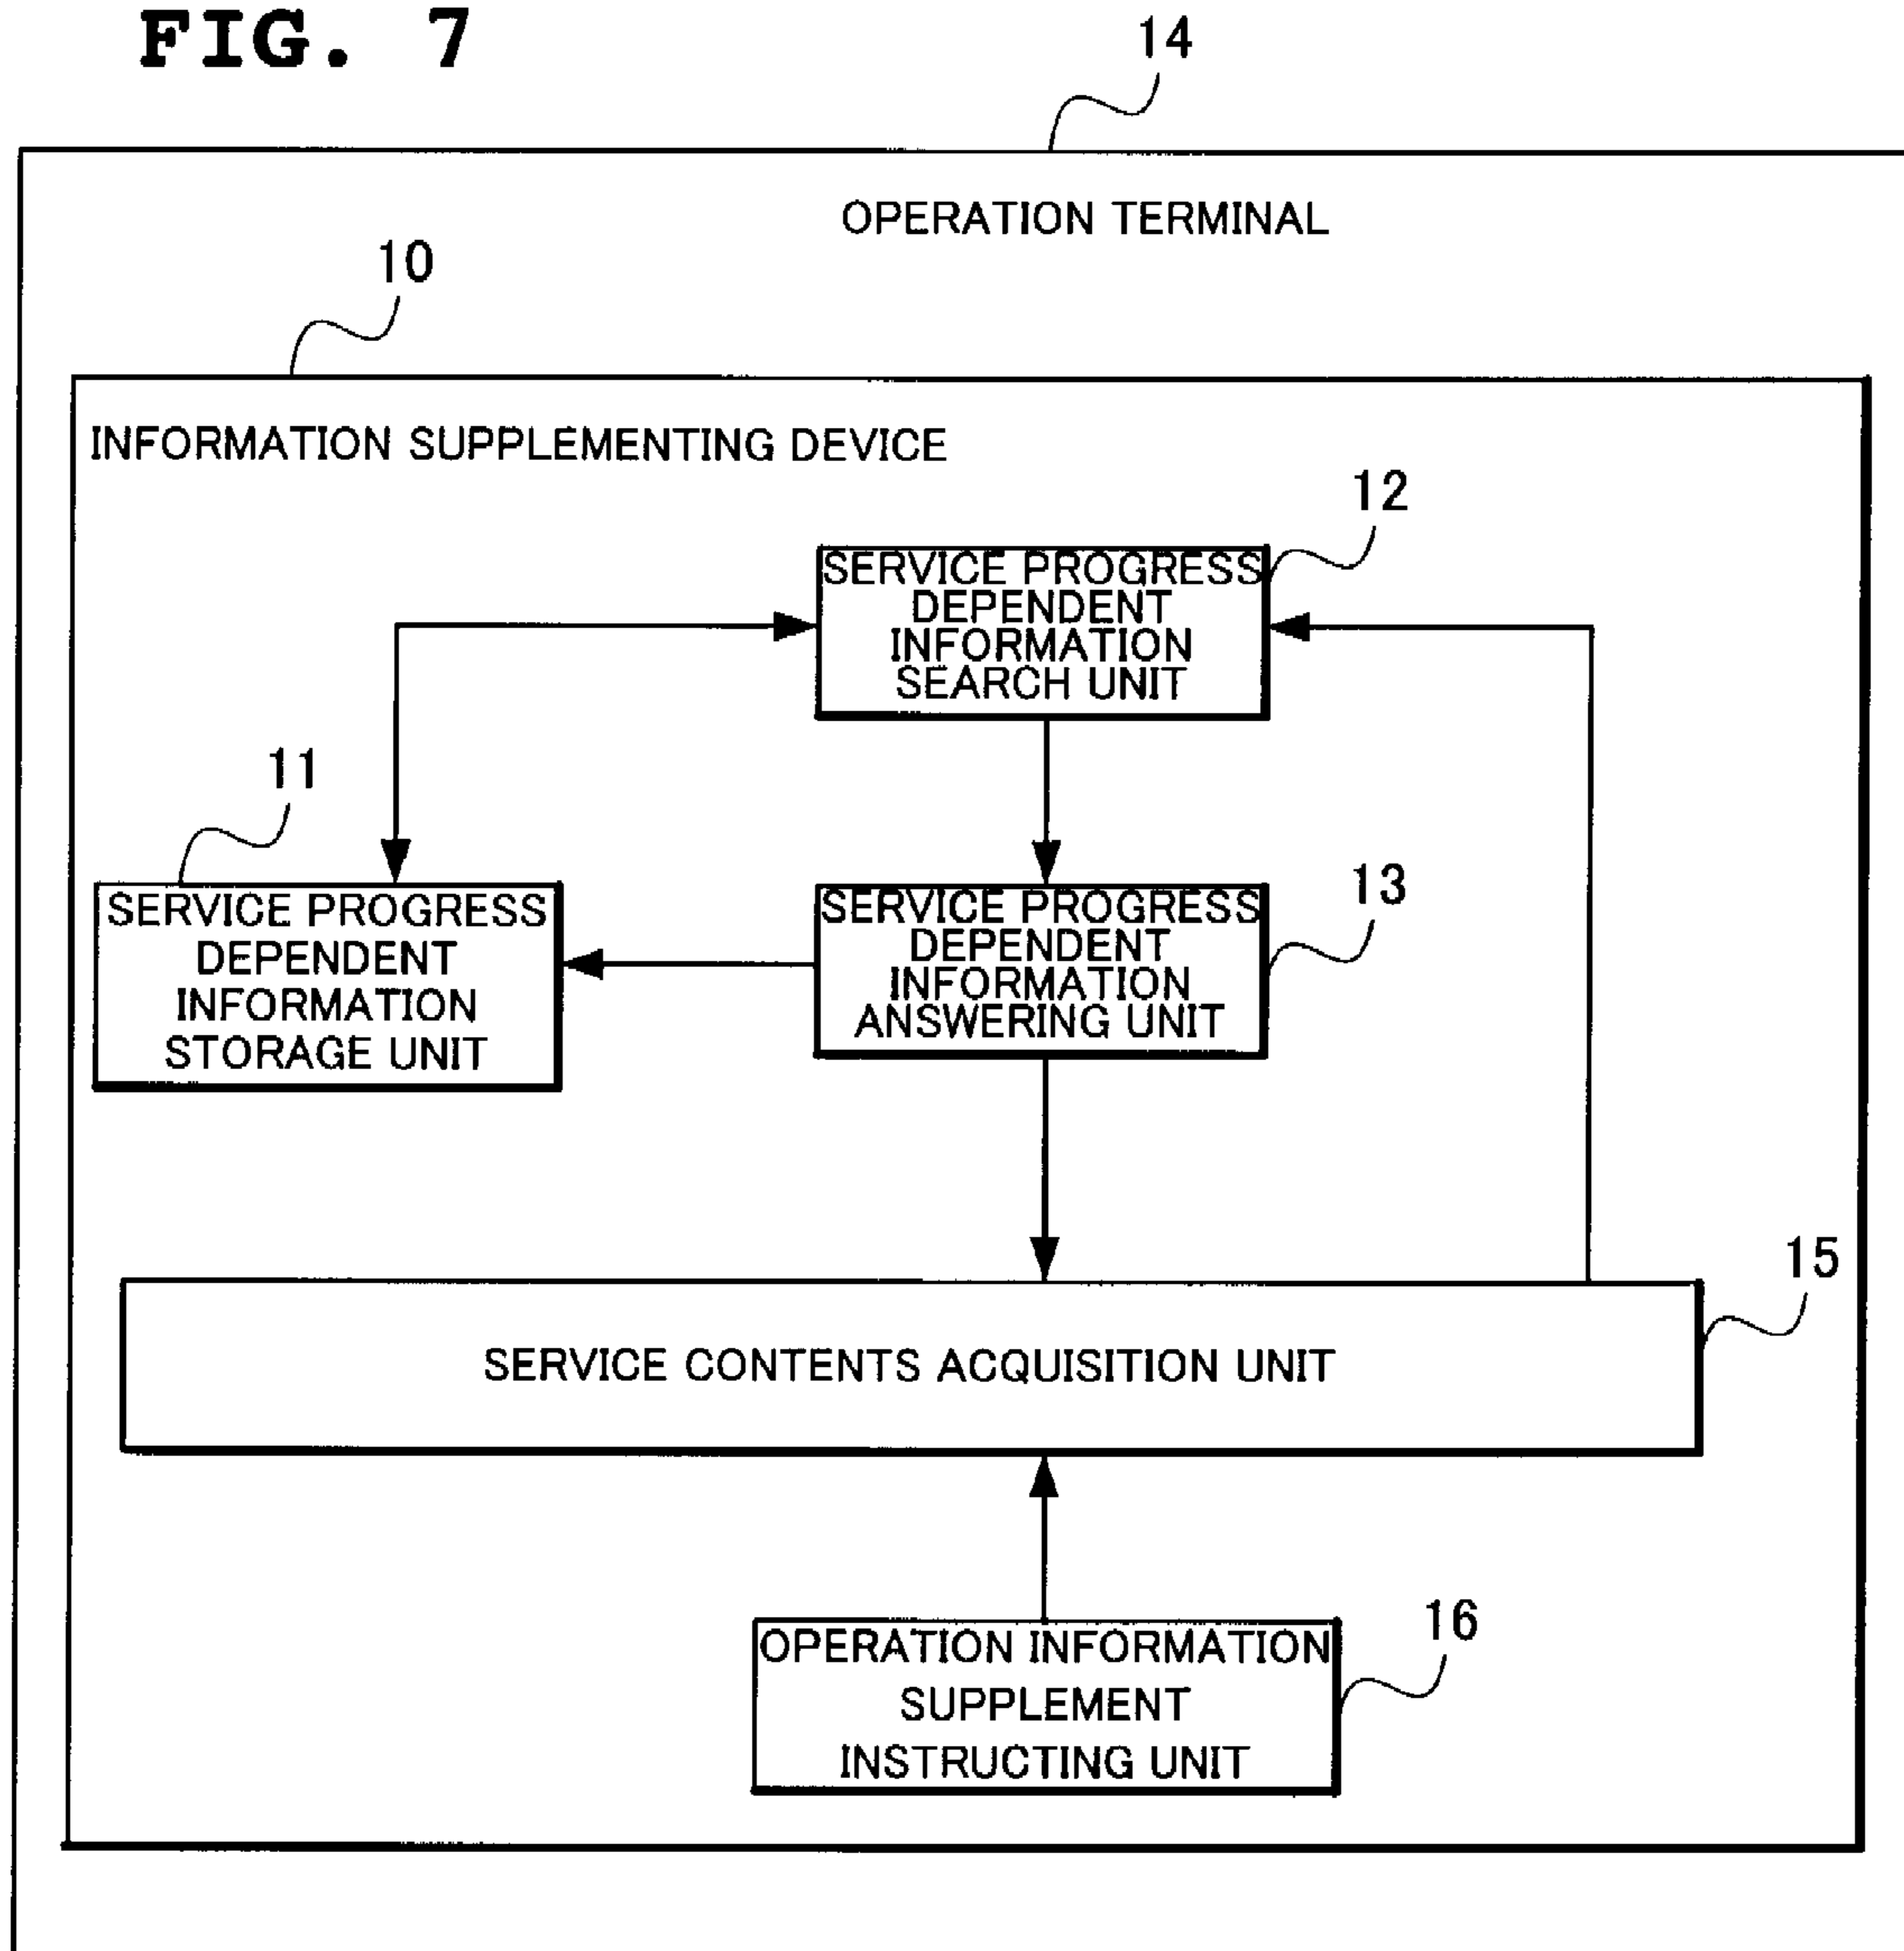 FIG. 7
14
OPERATION TERMINAL
10
INFORMATION SUPPLEMENTING DEVICE
12
SERVICE PROGRESS
DEPENDENT
INFORMATION
SEARCH UNIT
11
SERVICE PROGRESS
DEPENDENT
INFORMATION
STORAGE UNIT
13
SERVICE PROGRESS
DEPENDENT
INFORMATION
ANSWERING UNIT
15
SERVICE CONTENTS ACQUISITION UNIT
16
OPERATION INFORMATION
SUPPLEMENT
INSTRUCTING UNIT